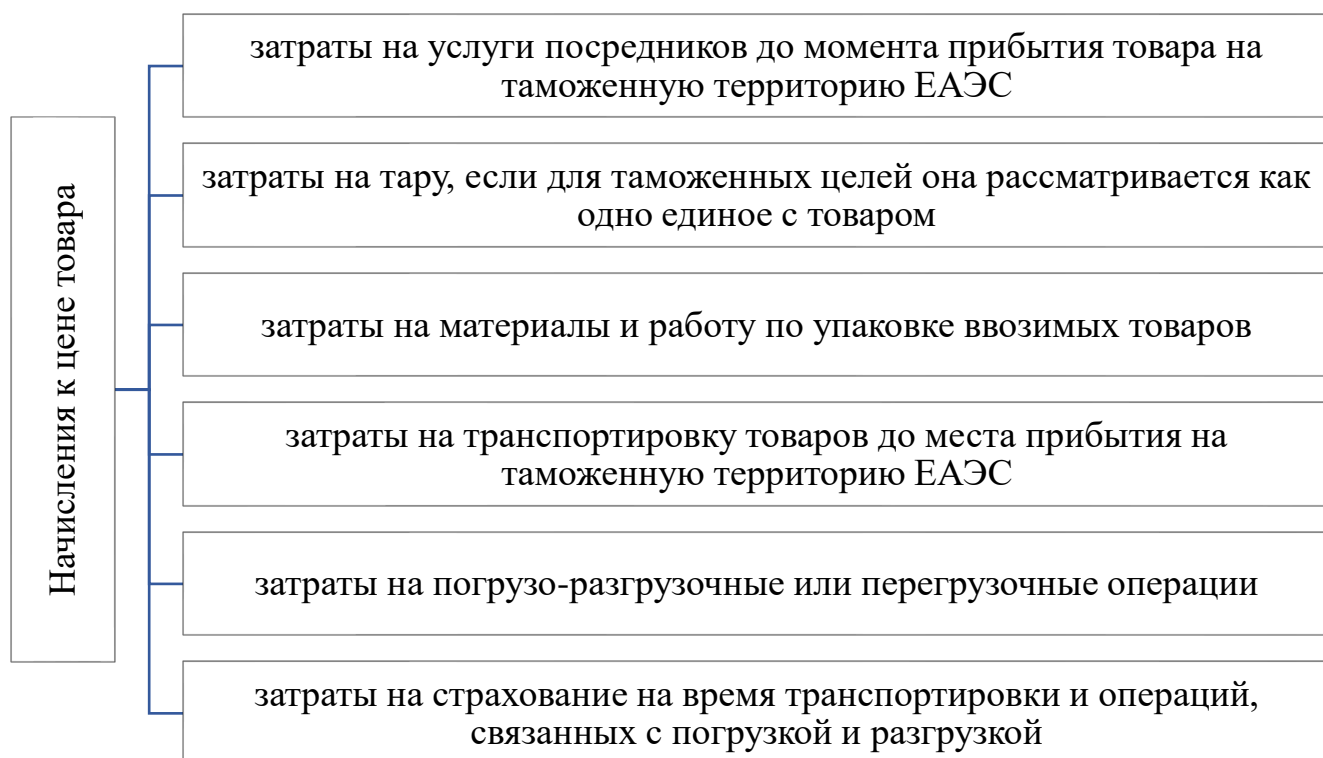 Начисления к цене товара
затраты на услуги посредников до момента прибытия товара на
таможенную территорию ЕАЭС
затраты на тару, если для таможенных целей она рассматривается как
одно единое с товаром
затраты на материалы и работу по упаковке ввозимых товаров
затраты на транспортировку товаров до места прибытия на
таможенную территорию ЕАЭС
затраты на погрузо-разгрузочные или перегрузочные операции
затраты на страхование на время транспортировки и операций,
связанных с погрузкой и разгрузкой